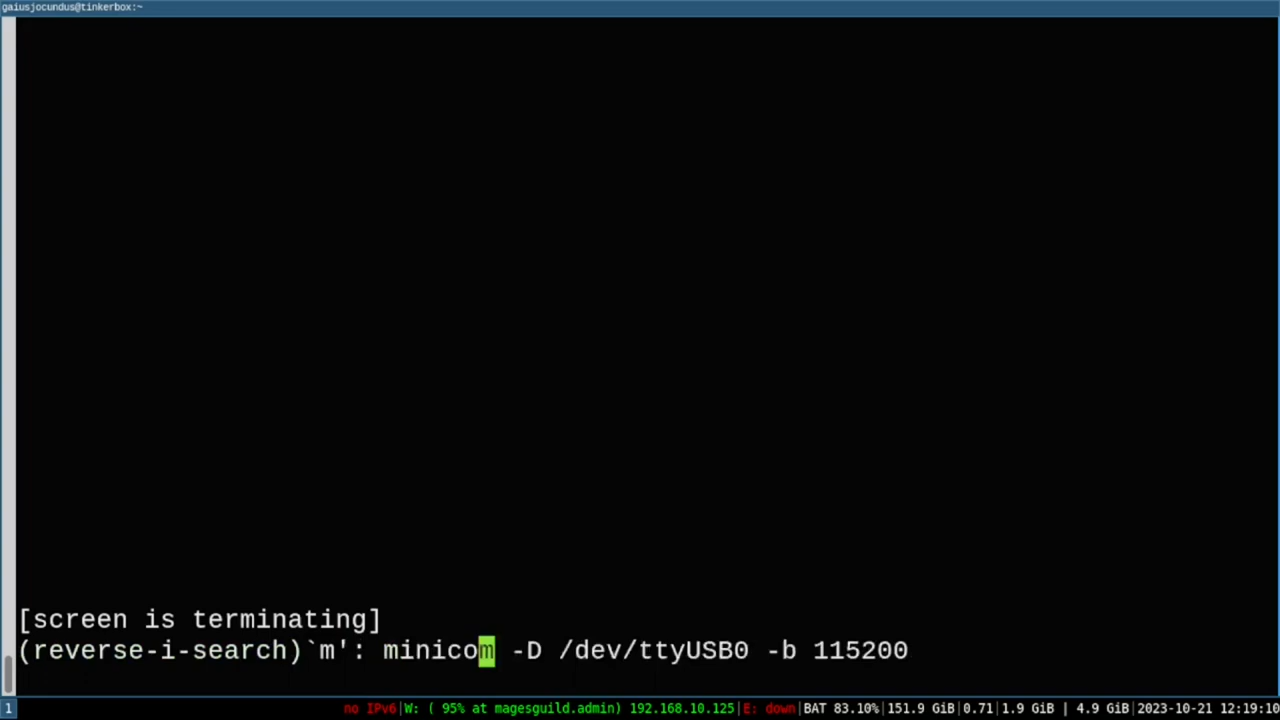 gaiusjocundus@tinkerbox:~
[screen is terminating]
(reverse-i-search)`m': minicom -D /dev/ttyUSB0 -b 115200
1 no IPv6|W: ( 95% at magesguild.admin) 192.168.10.125|E: down|BAT 83.10%|151.9 GiB|0.71|1.9 GiB | 4.9 GiB|2023-10-21 12:19:10